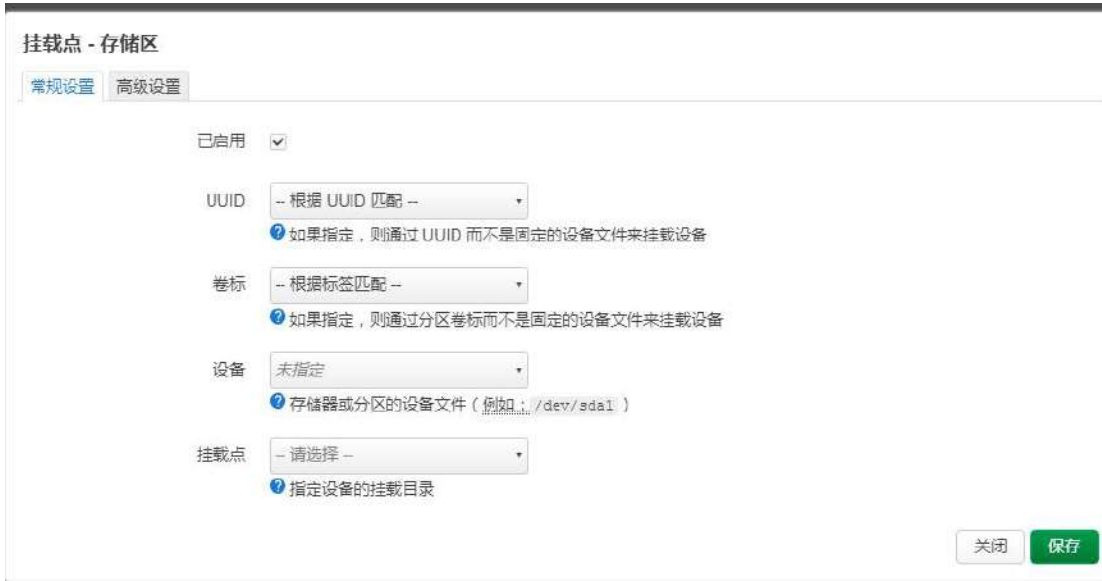 挂载点 - 存储区
常规设置 高级设置
已启用
UUID -- 根据 UUID 匹配 --
如果指定，则通过 UUID 而不是固定的设备文件来挂载设备
卷标 -- 根据标签匹配 --
如果指定，则通过分区卷标而不是固定的设备文件来挂载设备
设备 未指定
存储器或分区的设备文件（例如：/dev/sda1）
挂载点 -- 请选择 --
指定设备的挂载目录
关闭 保存